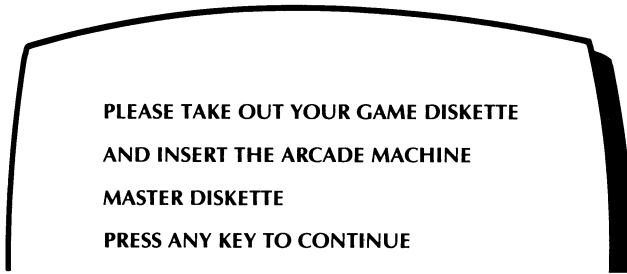 PLEASE TAKE OUT YOUR GAME DISKETTE
AND INSERT THE ARCADE MACHINE
MASTER DISKETTE
PRESS ANY KEY TO CONTINUE